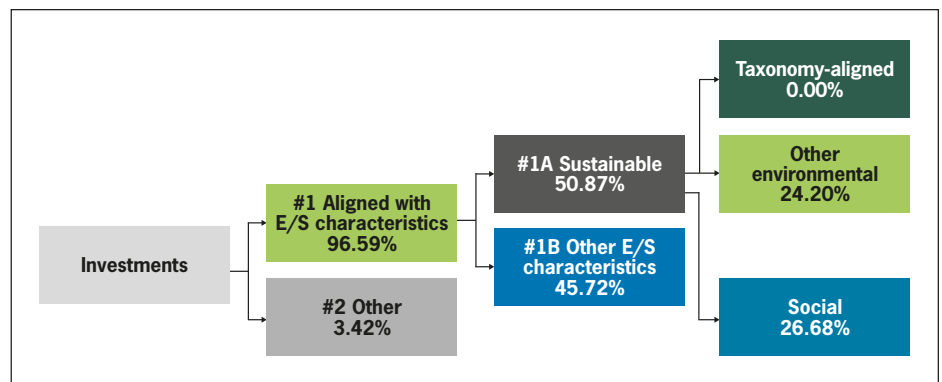 Investments
#1 Aligned with
E/S characteristics
96.59%
#2 Other
3.42%
#1A Sustainable
50.87%
#1B Other E/S
characteristics
45.72%
Taxonomy-aligned
0.00%
Other
environmental
24.20%
Social
26.68%